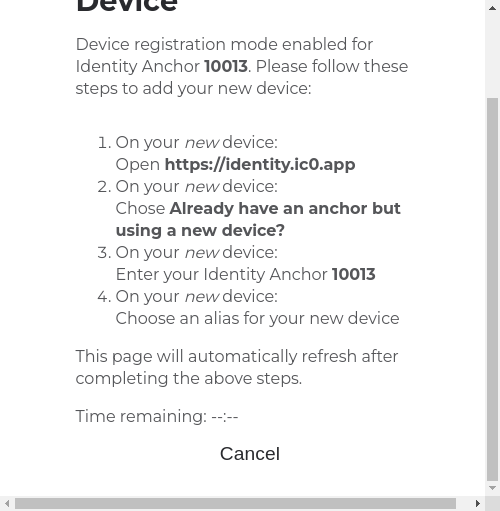 Device
Device registration mode enabled for
Identity Anchor 10013. Please follow these
steps to add your new device:
1. On your new device:
Open https://identity.ic0.app
2. On your new device:
Chose Already have an anchor but
using a new device?
3. On your new device:
Enter your Identity Anchor 10013
4. On your new device:
Choose an alias for your new device
This page will automatically refresh after
completing the above steps.
Time remaining: --:--
Cancel